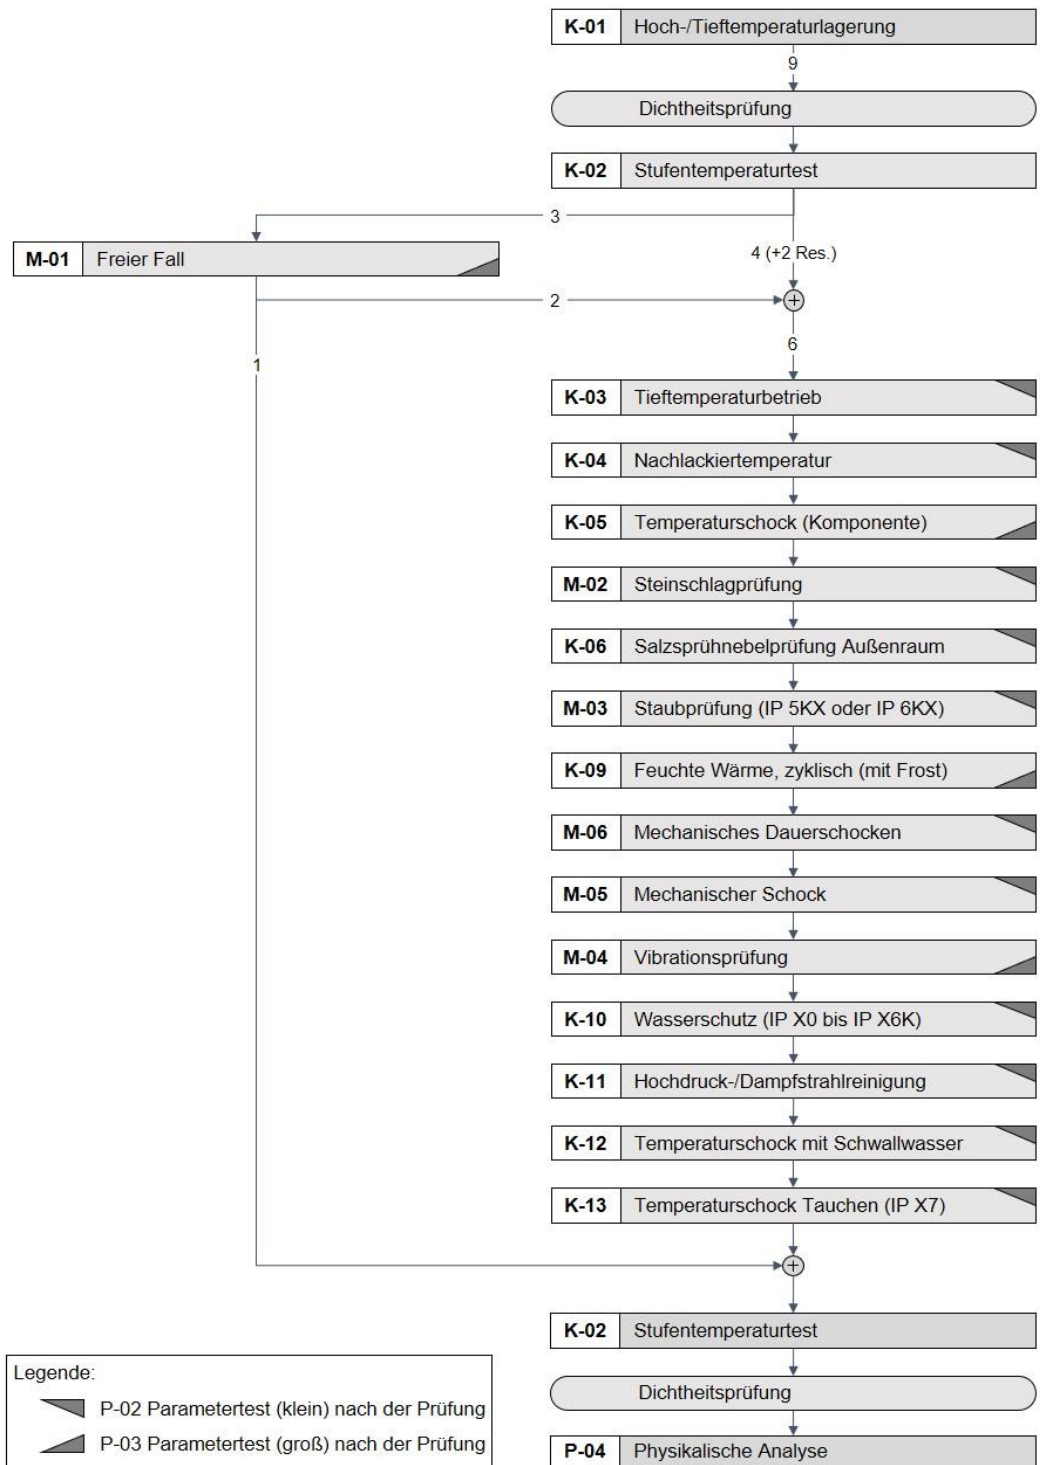 K-01 Hoch-/Tieftemperaturlagerung
9
Dichtheitsprüfung
K-02 Stufentemperaturtest
3
M-01 Freier Fall
4 (+2 Res.)
2
6
1
K-03 Tieftemperaturbetrieb
K-04 Nachlackiertemperatur
K-05 Temperaturschock (Komponente)
M-02 Steinschlagprüfung
K-06 Salzsprühnebelprüfung Außenraum
M-03 Staubprüfung (IP 5KX oder IP 6KX)
K-09 Feuchte Wärme, zyklisch (mit Frost)
M-06 Mechanisches Dauerschocken
M-05 Mechanischer Schock
M-04 Vibrationsprüfung
K-10 Wasserschutz (IP X0 bis IP X6K)
K-11 Hochdruck-/Dampfstrahlreinigung
K-12 Temperaturschock mit Schwallwasser
K-13 Temperaturschock Tauchen (IP X7)
K-02 Stufentemperaturtest
Dichtheitsprüfung
P-04 Physikalische Analyse
Legende:
P-02 Parametertest (klein) nach der Prüfung
P-03 Parametertest (groß) nach der Prüfung